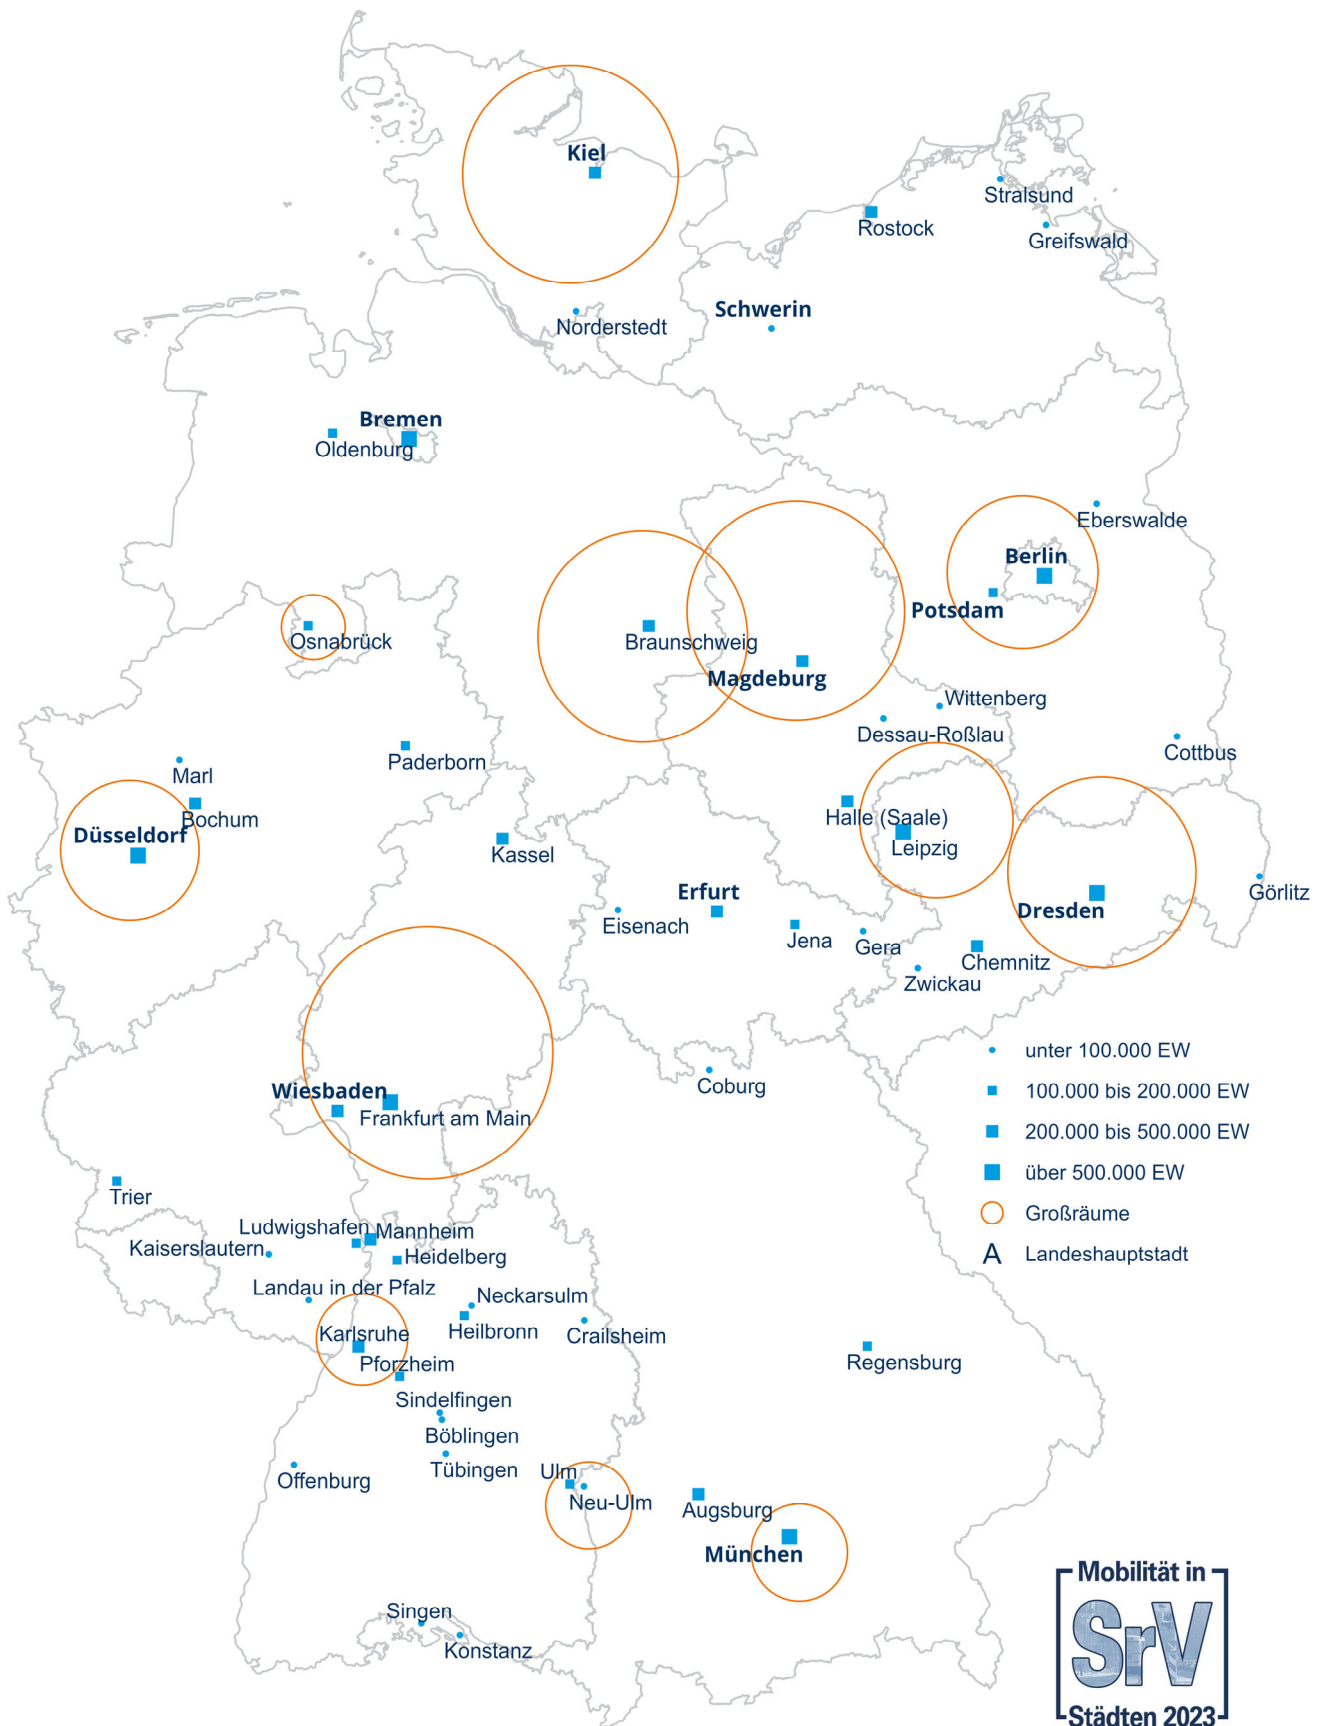 Kiel
Stralsund
Rostock
Greifswald
Schwerin
Norderstedt
Bremen
Oldenburg
Eberswalde
Berlin
Potsdam
Osnabrück
Braunschweig
Magdeburg
Wittenberg
Dessau-Roßlau
Cottbus
Paderborn
Marl
Bochum
Düsseldorf
Halle (Saale)
Leipzig
Kassel
Görlitz
Erfurt
Dresden
Eisenach
Jena
Gera
Chemnitz
Zwickau
unter 100.000 EW
Coburg
Wiesbaden
100.000 bis 200.000 EW
Frankfurt am Main
200.000 bis 500.000 EW
über 500.000 EW
Trier
Großräume
Ludwigshafen
Mannheim
Kaiserslautern
Heidelberg
A Landeshauptstadt
Landau in der Pfalz
Neckarsulm
Karlsruhe
Heilbronn
Crailsheim
Pforzheim
Regensburg
Sindelfingen
Böblingen
Tübingen
Offenburg
Ulm
Neu-Ulm
Augsburg
München
Mobilität in
SrV
Städten 2023
Singen
Konstanz